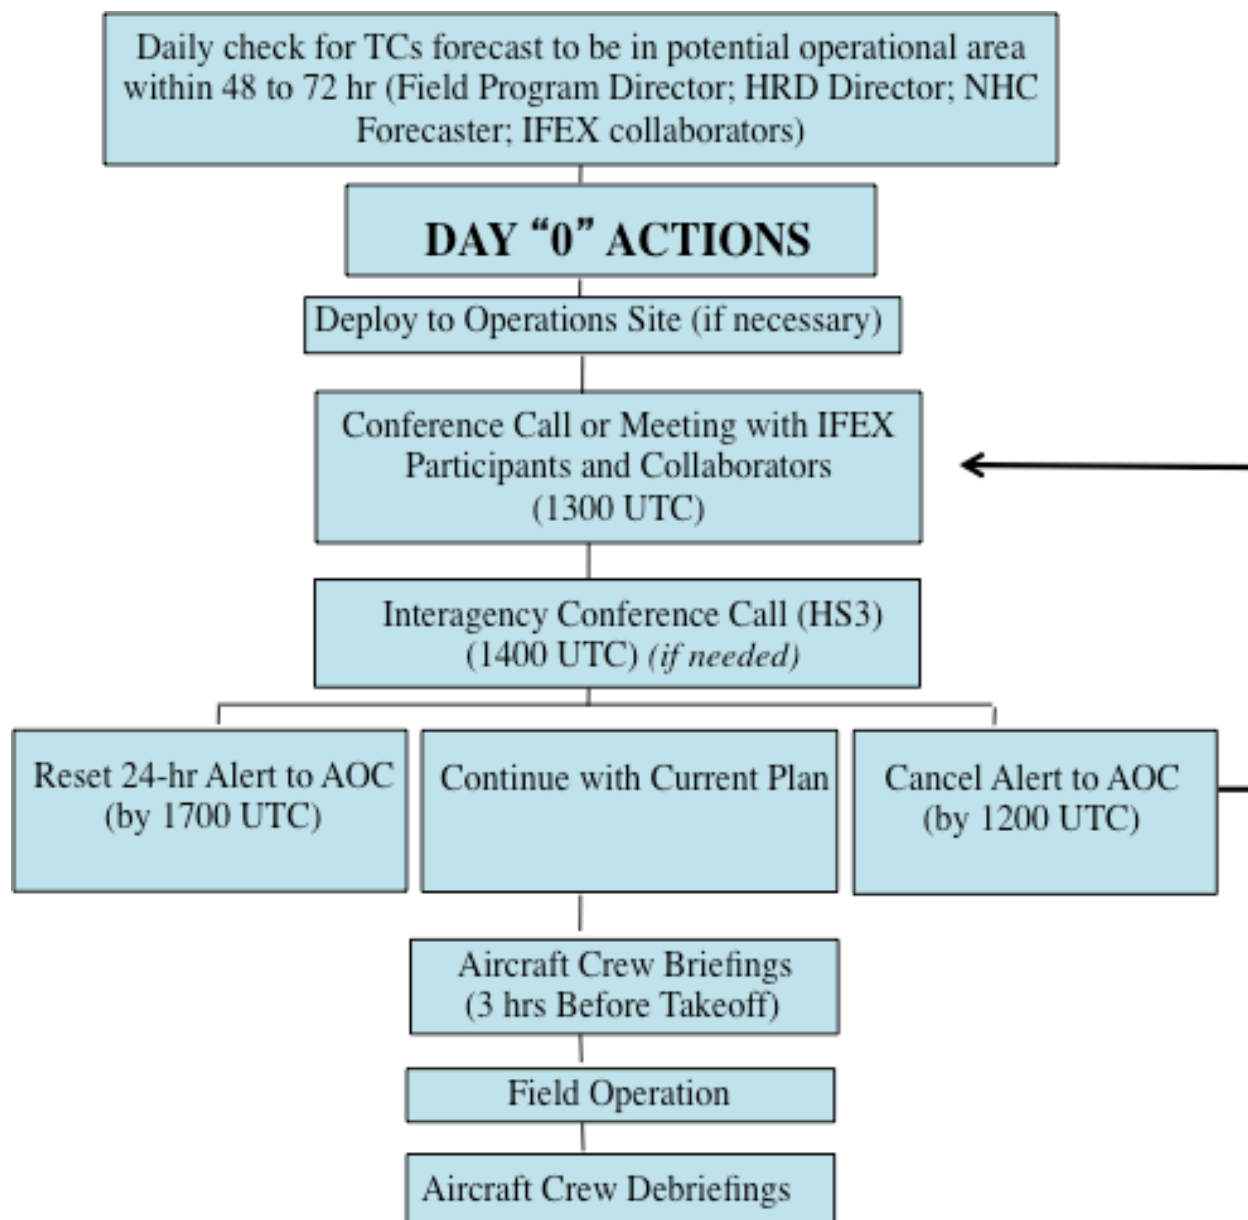 Daily check for TCs forecast to be in potential operational area
within 48 to 72 hr (Field Program Director; HRD Director; NHC
Forecaster; IFEX collaborators)
DAY “0” ACTIONS
Deploy to Operations Site (if necessary)
Conference Call or Meeting with IFEX
Participants and Collaborators
(1300 UTC)
Interagency Conference Call (HS3)
(1400 UTC) (if needed)
Reset 24-hr Alert to AOC
(by 1700 UTC)
Continue with Current Plan
Cancel Alert to AOC
(by 1200 UTC)
Aircraft Crew Briefings
(3 hrs Before Takeoff)
Field Operation
Aircraft Crew Debriefings